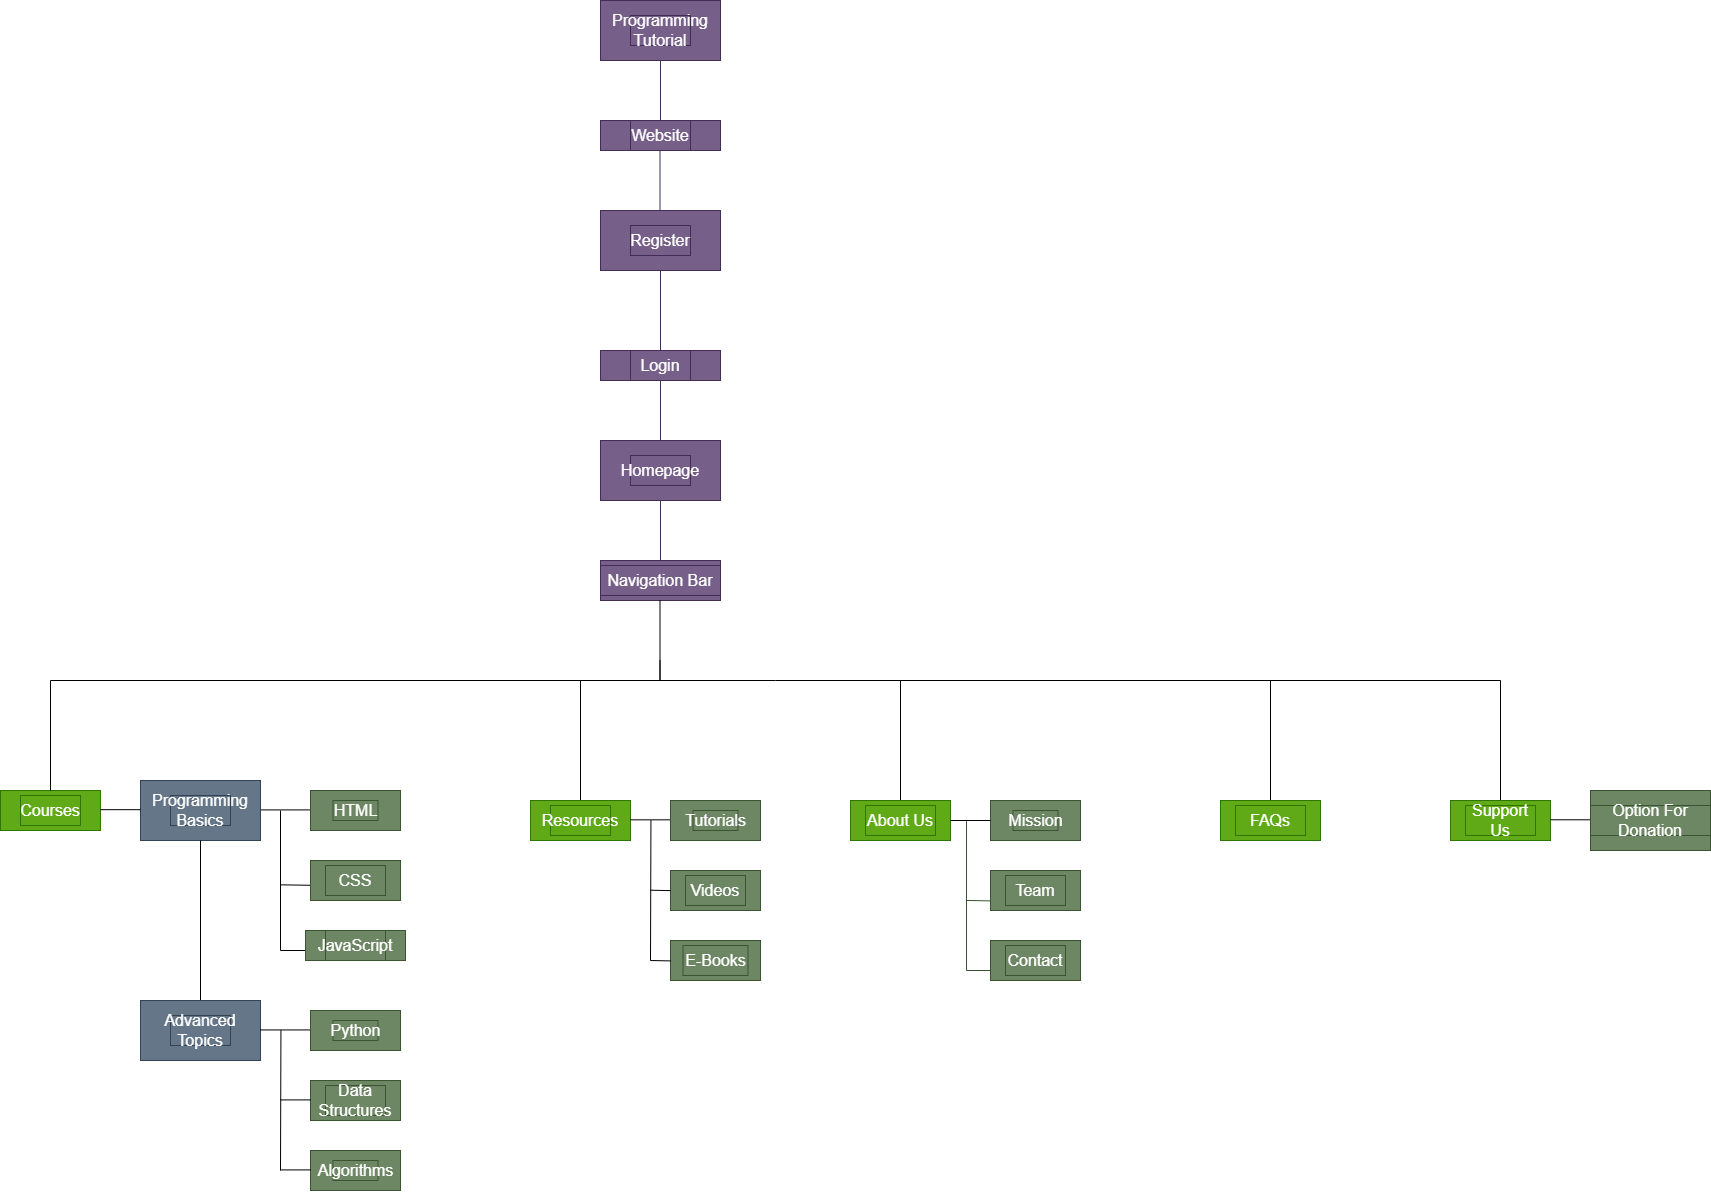 Programming
Tutorial
Website
Register
Login
Homepage
Navigation Bar
Courses
Programming
Basics
HTML
CSS
JavaScript
Advanced
Topics
Python
Data
Structures
Algorithms
Resources
Tutorials
Videos
E-Books
About Us
Mission
Team
Contact
FAQs
Support
Us
Option For
Donation